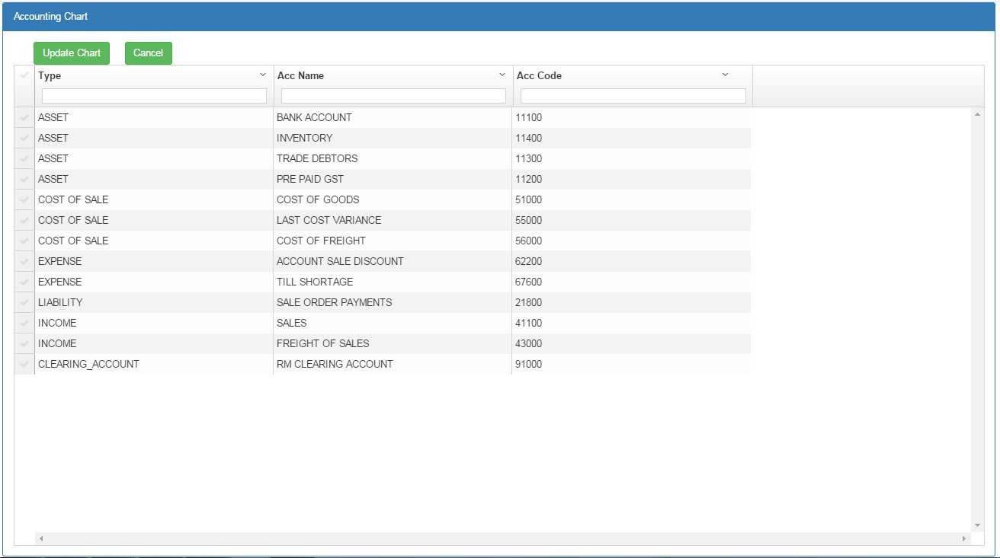 Accounting Chart
Update Chart Cancel
Type Acc Name Acc Code
ASSET BANK ACCOUNT 11100
ASSET INVENTORY 11400
ASSET TRADE DEBTORS 11300
ASSET PRE PAID GST 11200
COST OF SALE COST OF GOODS 51000
COST OF SALE LAST COST VARIANCE 55000
COST OF SALE COST OF FREIGHT 56000
EXPENSE ACCOUNT SALE DISCOUNT 62200
EXPENSE TILL SHORTAGE 67600
LIABILITY SALE ORDER PAYMENTS 21800
INCOME SALES 41100
INCOME FREIGHT OF SALES 43000
CLEARING_ACCOUNT RM CLEARING ACCOUNT 91000